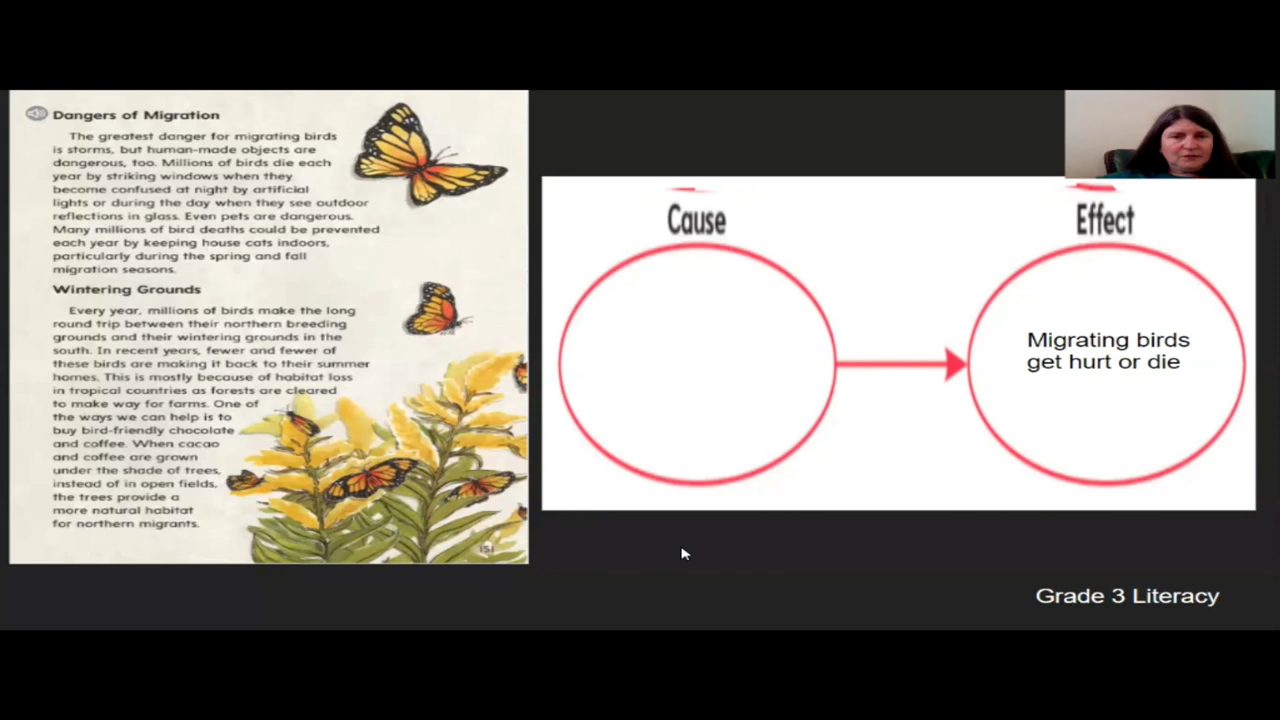 Dangers of Migration
The greatest danger for migrating birds
is storms, but human-made objects are
dangerous, too. Millions of birds die each
year by striking windows when they
become confused at night by artificial
lights or during the day when they see outdoor
reflections in glass. Even pets are dangerous.
Many millions of bird deaths could be prevented
each year by keeping house cats indoors,
particularly during the spring and fall
migration seasons.
Wintering Grounds
Every year, millions of birds make the long
round trip between their northern breeding
grounds and their wintering grounds in the
south. In recent years, fewer and fewer of
these birds are making it back to their summer
homes. This is mostly because of habitat loss
in tropical countries as forests are cleared
to make way for farms. One of
the ways we can help is to
buy bird-friendly chocolate
and coffee. When cacao
and coffee are grown
under the shade of trees,
instead of in open fields,
the trees provide a
more natural habitat
for northern migrants.
151
Cause
Effect
Migrating birds
get hurt or die
Grade 3 Literacy